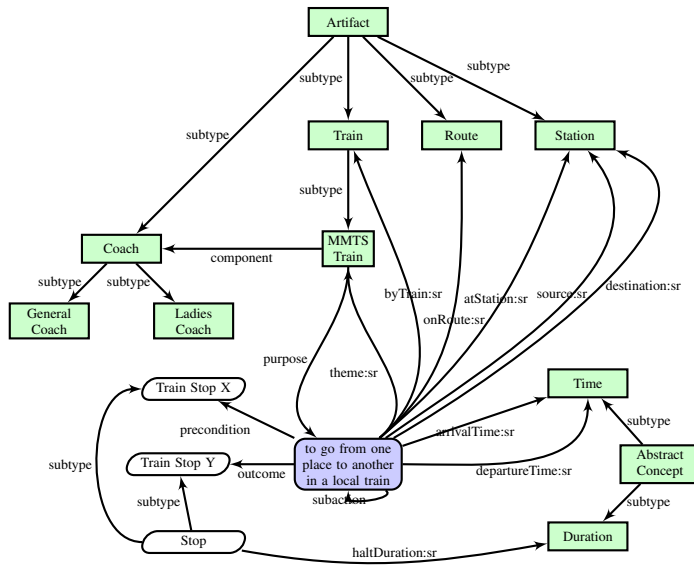 Artifact
subtype
subtype
subtype
subtype
Train
Route
Station
subtype
Coach
MMTS
Train
component
subtype
subtype
General
Coach
Ladies
Coach
byTrain:sr
onRoute:sr
atStation:sr
source:sr
destination:sr
purpose
theme:sr
Train Stop X
Time
precondition
arrivalTime:sr
subtype
to go from one
place to another
in a local train
Train Stop Y
outcome
departureTime:sr
Abstract
Concept
subtype
subtype
subaction
subtype
Stop
Duration
haltDuration:sr